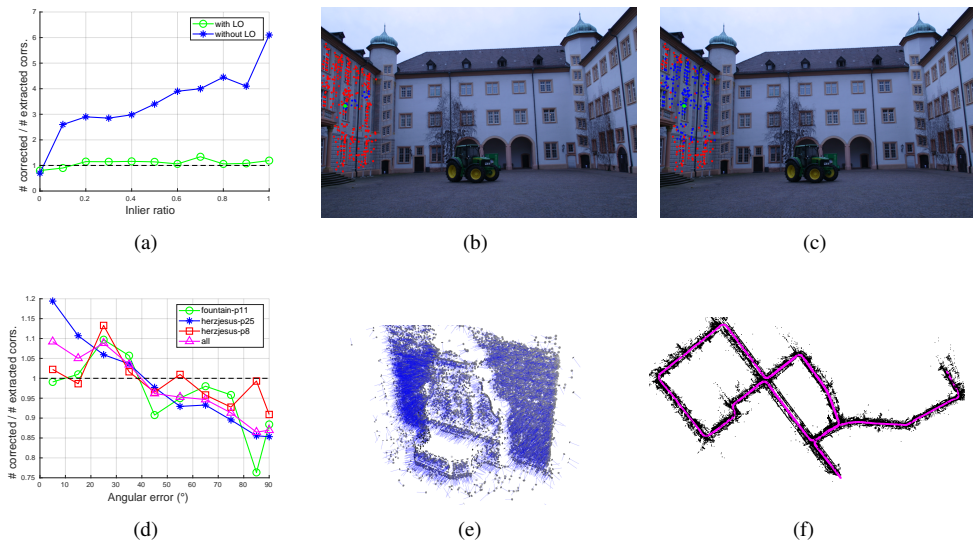 7
6
5
4
3
2
1
0
# corrected / # extracted corrs.
with LO
without LO
0 0.2 0.4 0.6 0.8 1
Inlier ratio
(a)
(b)
(c)
1.2
1.15
1.1
1.05
1
0.95
0.9
0.85
0.8
0.75
# corrected / # extracted corrs.
fountain-p11
herzjesus-p25
herzjesus-p8
all
0 10 20 30 40 50 60 70 80 90
Angular error (°)
(d)
(e)
(f)